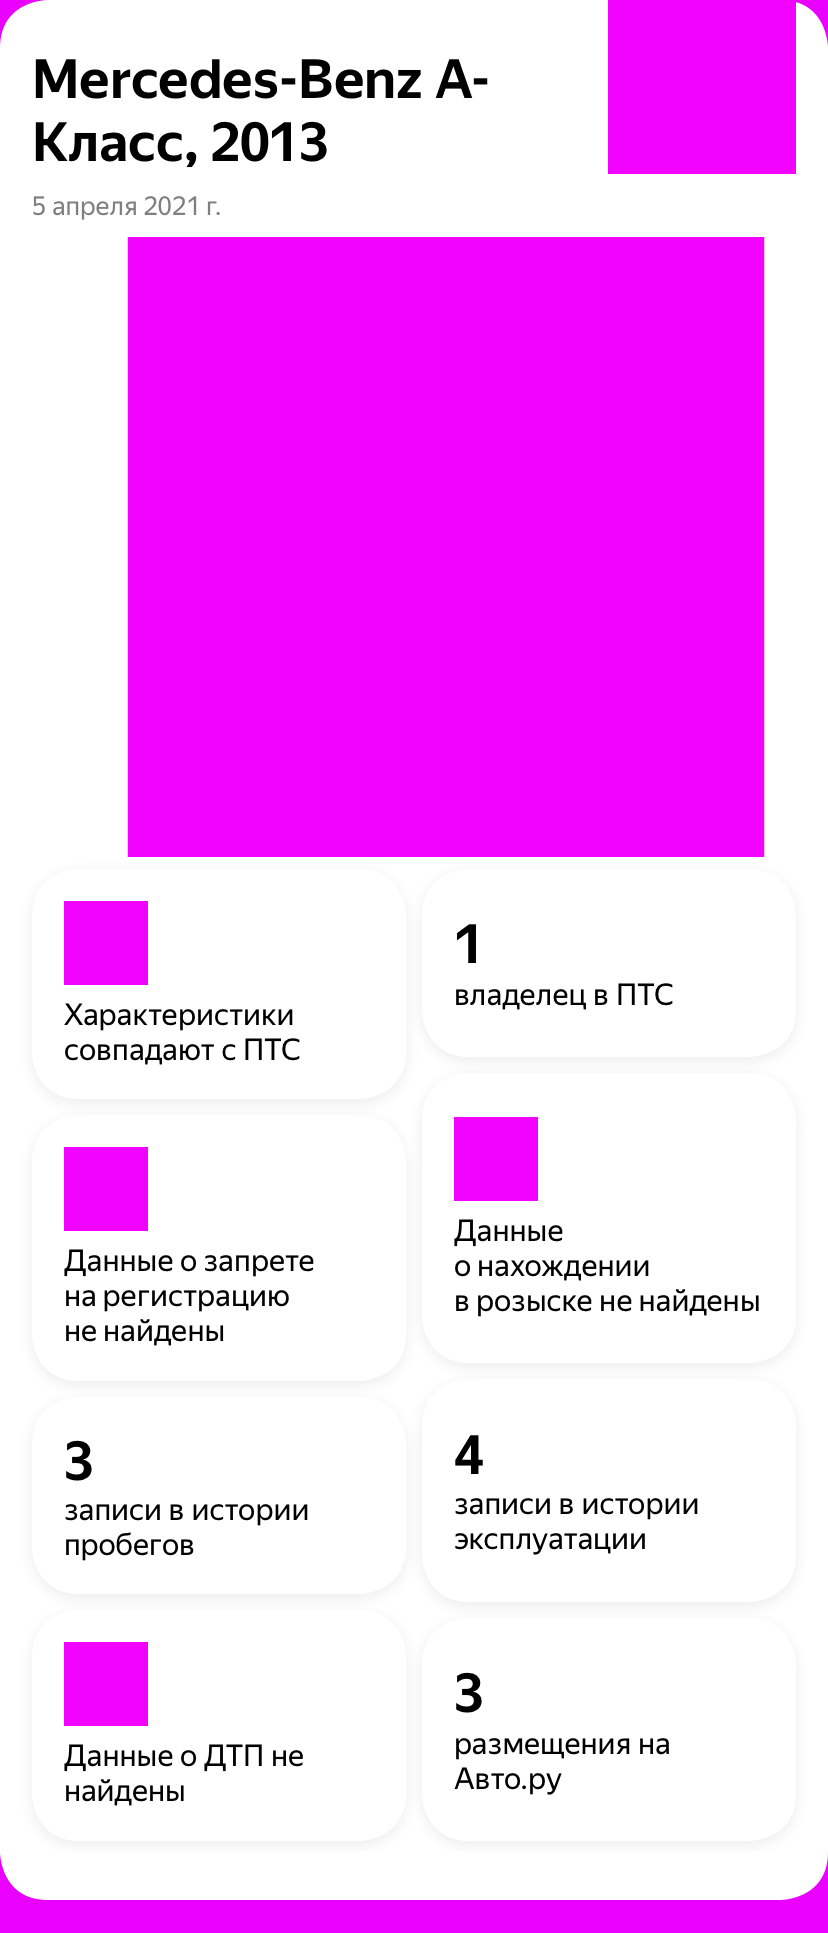 Mercedes-Benz A-
Класс, 2013
5 апреля 2021 г.
Характеристики
совпадают с ПТС
1
владелец в ПТС
Данные о запрете
на регистрацию
не найдены
Данные
о нахождении
в розыске не найдены
3
записи в истории
пробегов
4
записи в истории
эксплуатации
Данные о ДТП не
найдены
3
размещения на
Авто.ру